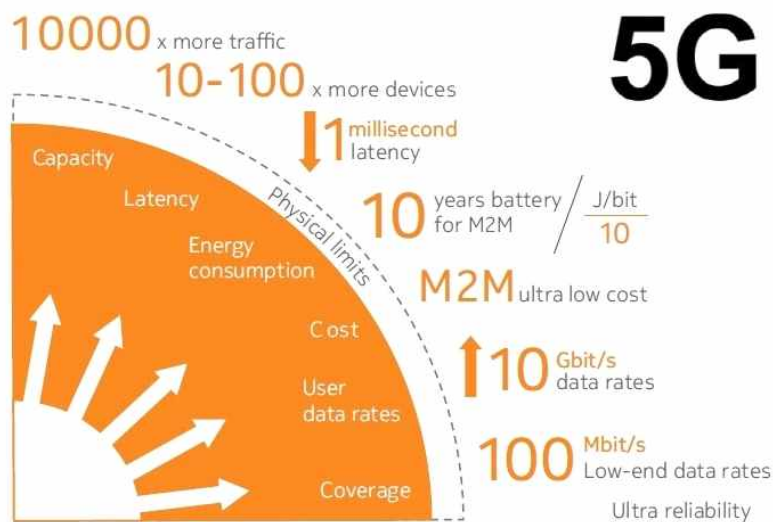 5G
10000 x more traffic
10-100 x more devices
1 millisecond
latency
10 years battery
for M2M / J/bit
10
M2M ultra low cost
10 Gbit/s
data rates
100 Mbit/s
Low-end data rates
Ultra reliability
Physical limits
Capacity
Latency
Energy
consumption
Cost
User
data rates
Coverage